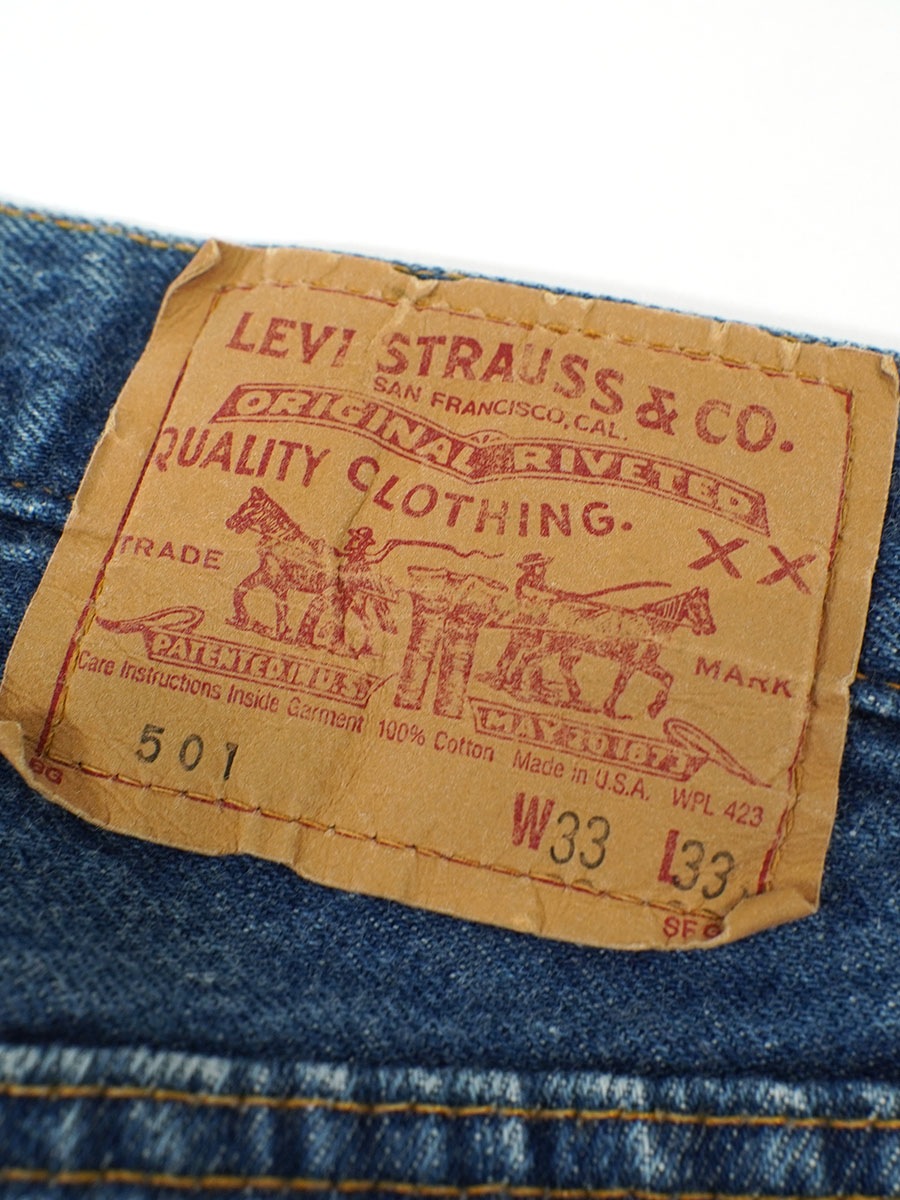 LEVI STRAUSS & CO.
SAN FRANCISCO, CAL.
ORIGINAL RIVETED
QUALITY CLOTHING.
XX
TRADE MARK
PATENTED IN U.S. MAY 20 1873
Care Instructions Inside Garment 100% Cotton Made in U.S.A. WPL 423
501
W33 L33